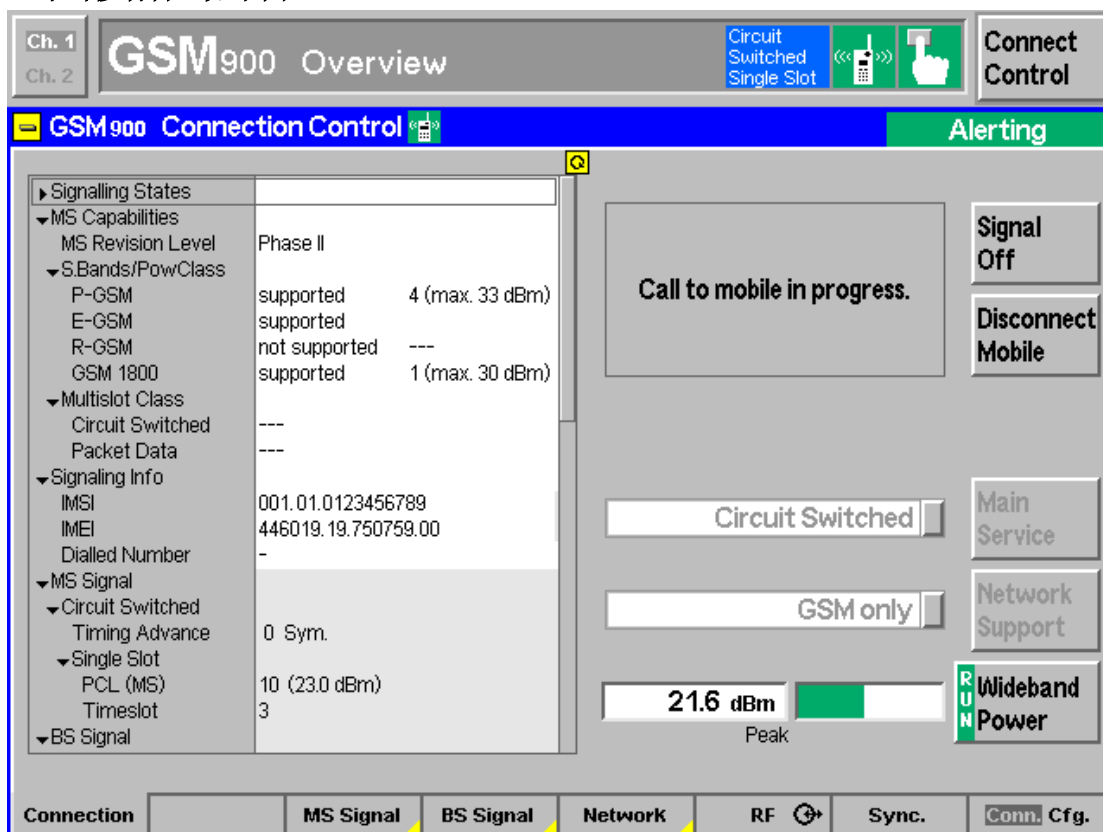 Ch. 1
Ch. 2
GSM900 Overview
Circuit
Switched
Single Slot
Connect
Control
GSM 900 Connection Control
Alerting
Signalling States
MS Capabilities
MS Revision Level Phase II
S.Bands/PowClass
P-GSM supported 4 (max. 33 dBm)
E-GSM supported
R-GSM not supported ---
GSM 1800 supported 1 (max. 30 dBm)
Multislot Class
Circuit Switched ---
Packet Data ---
Signaling Info
IMSI 001.01.0123456789
IMEI 446019.19.750759.00
Dialled Number -
MS Signal
Circuit Switched
Timing Advance 0 Sym.
Single Slot
PCL (MS) 10 (23.0 dBm)
Timeslot 3
BS Signal
Call to mobile in progress.
Signal
Off
Disconnect
Mobile
Circuit Switched
Main
Service
GSM only
Network
Support
21.6 dBm
Peak
RUN
Wideband
Power
Connection
MS Signal
BS Signal
Network
RF
Sync.
Conn. Cfg.